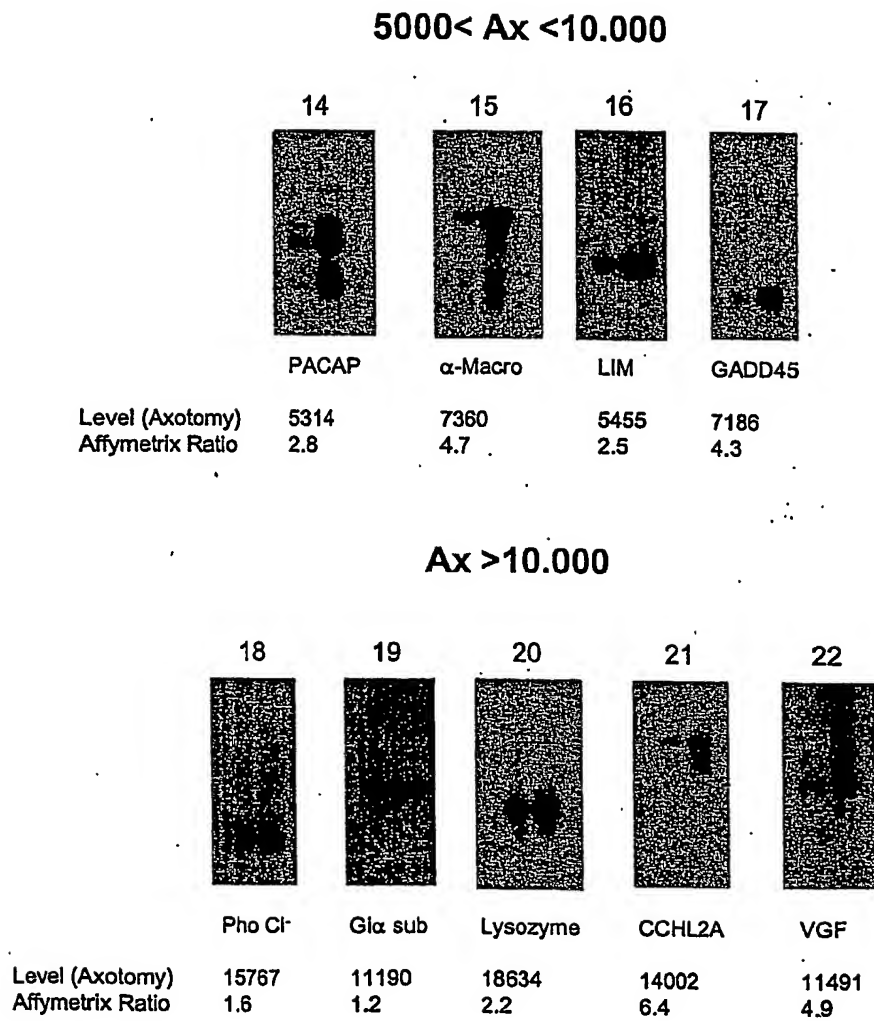 5000< Ax <10.000
14 15 16 17
PACAP α-Macro LIM GADD45
Level (Axotomy) 5314 7360 5455 7186
Affymetrix Ratio 2.8 4.7 2.5 4.3
Ax >10.000
18 19 20 21 22
Pho Cl- Giα sub Lysozyme CCHL2A VGF
Level (Axotomy) 15767 11190 18634 14002 11491
Affymetrix Ratio 1.6 1.2 2.2 6.4 4.9